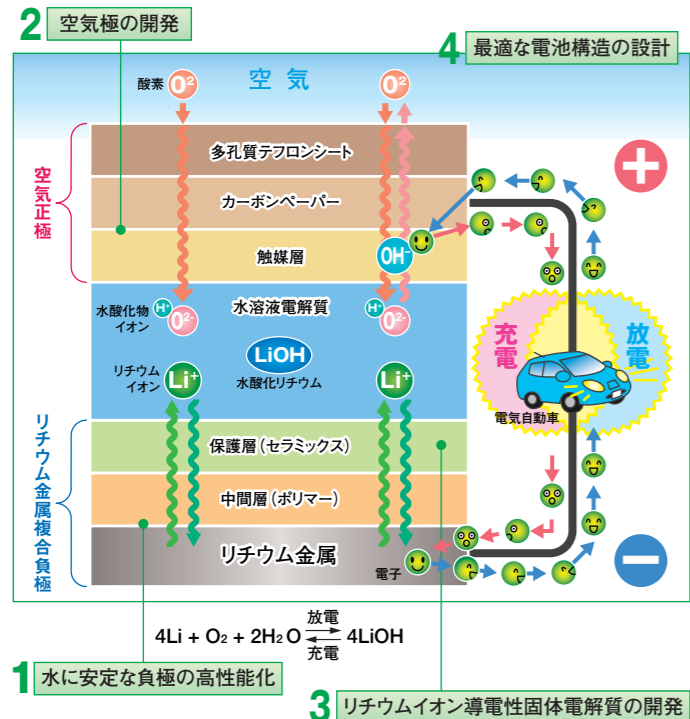 2 空気極の開発
4 最適な電池構造の設計
空気
酸素 O² O²
多孔質テフロンシート
空気正極
カーボンペーパー
触媒層
OH⁻
水溶液電解質
水酸化物
イオン
H⁺
O²⁻
H⁺
O²⁻
LiOH
水酸化リチウム
リチウム
イオン
Li⁺
Li⁺
充電
放電
電気自動車
リチウム金属複合負極
保護層(セラミックス)
中間層(ポリマー)
リチウム金属
電子
4Li + O₂ + 2H₂O 放電 充電 4LiOH
1 水に安定な負極の高性能化
3 リチウムイオン導電性固体電解質の開発